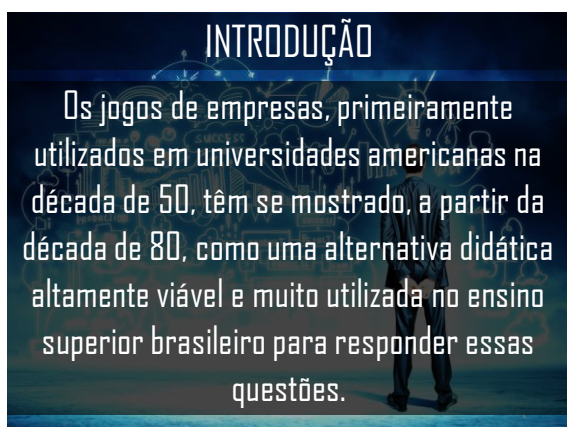 INTRODUÇÃO
Os jogos de empresas, primeiramente
utilizados em universidades americanas na
década de 50, têm se mostrado, a partir da
década de 80, como uma alternativa didática
altamente viável e muito utilizada no ensino
superior brasileiro para responder essas
questões.
SUCCESS